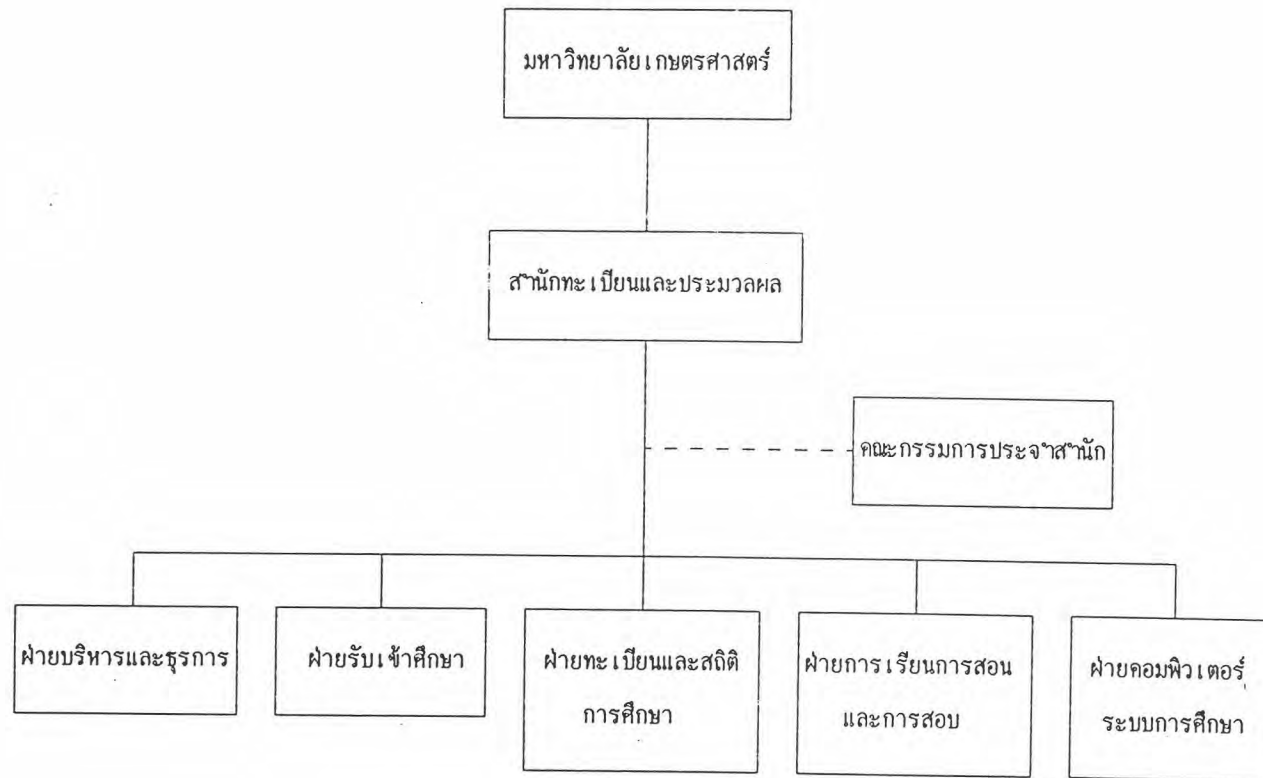 มหาวิทยาลัยเกษตรศาสตร์
สำนักทะเบียนและประมวลผล
คณะกรรมการประจำสำนัก
ฝ่ายบริหารและธุรการ
ฝ่ายรับเข้าศึกษา
ฝ่ายทะเบียนและสถิติ
การศึกษา
ฝ่ายการเรียนการสอน
และการสอบ
ฝ่ายคอมพิวเตอร์
ระบบการศึกษา